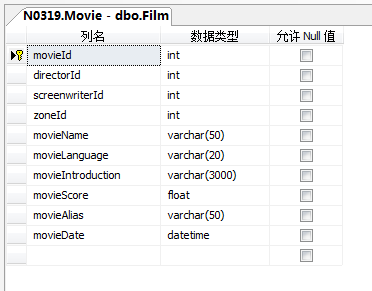 N0319.Movie - dbo.Film
列名 数据类型 允许 Null 值
movieId int
directorId int
screenwriterId int
zoneId int
movieName varchar(50)
movieLanguage varchar(20)
movieIntroduction varchar(3000)
movieScore float
movieAlias varchar(50)
movieDate datetime